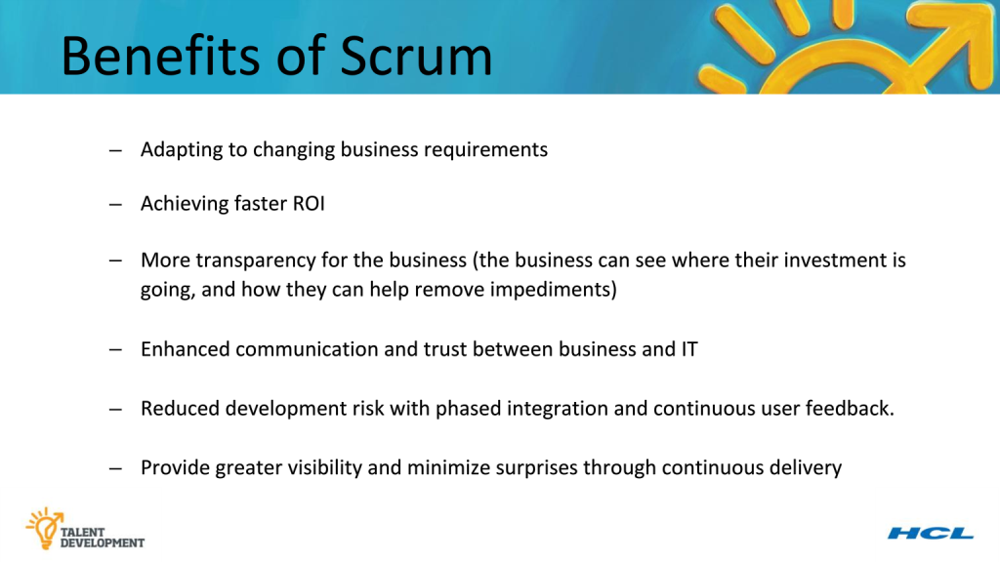 Benefits of Scrum
– Adapting to changing business requirements
– Achieving faster ROI
– More transparency for the business (the business can see where their investment is
going, and how they can help remove impediments)
– Enhanced communication and trust between business and IT
– Reduced development risk with phased integration and continuous user feedback.
– Provide greater visibility and minimize surprises through continuous delivery
TALENT
DEVELOPMENT
HCL